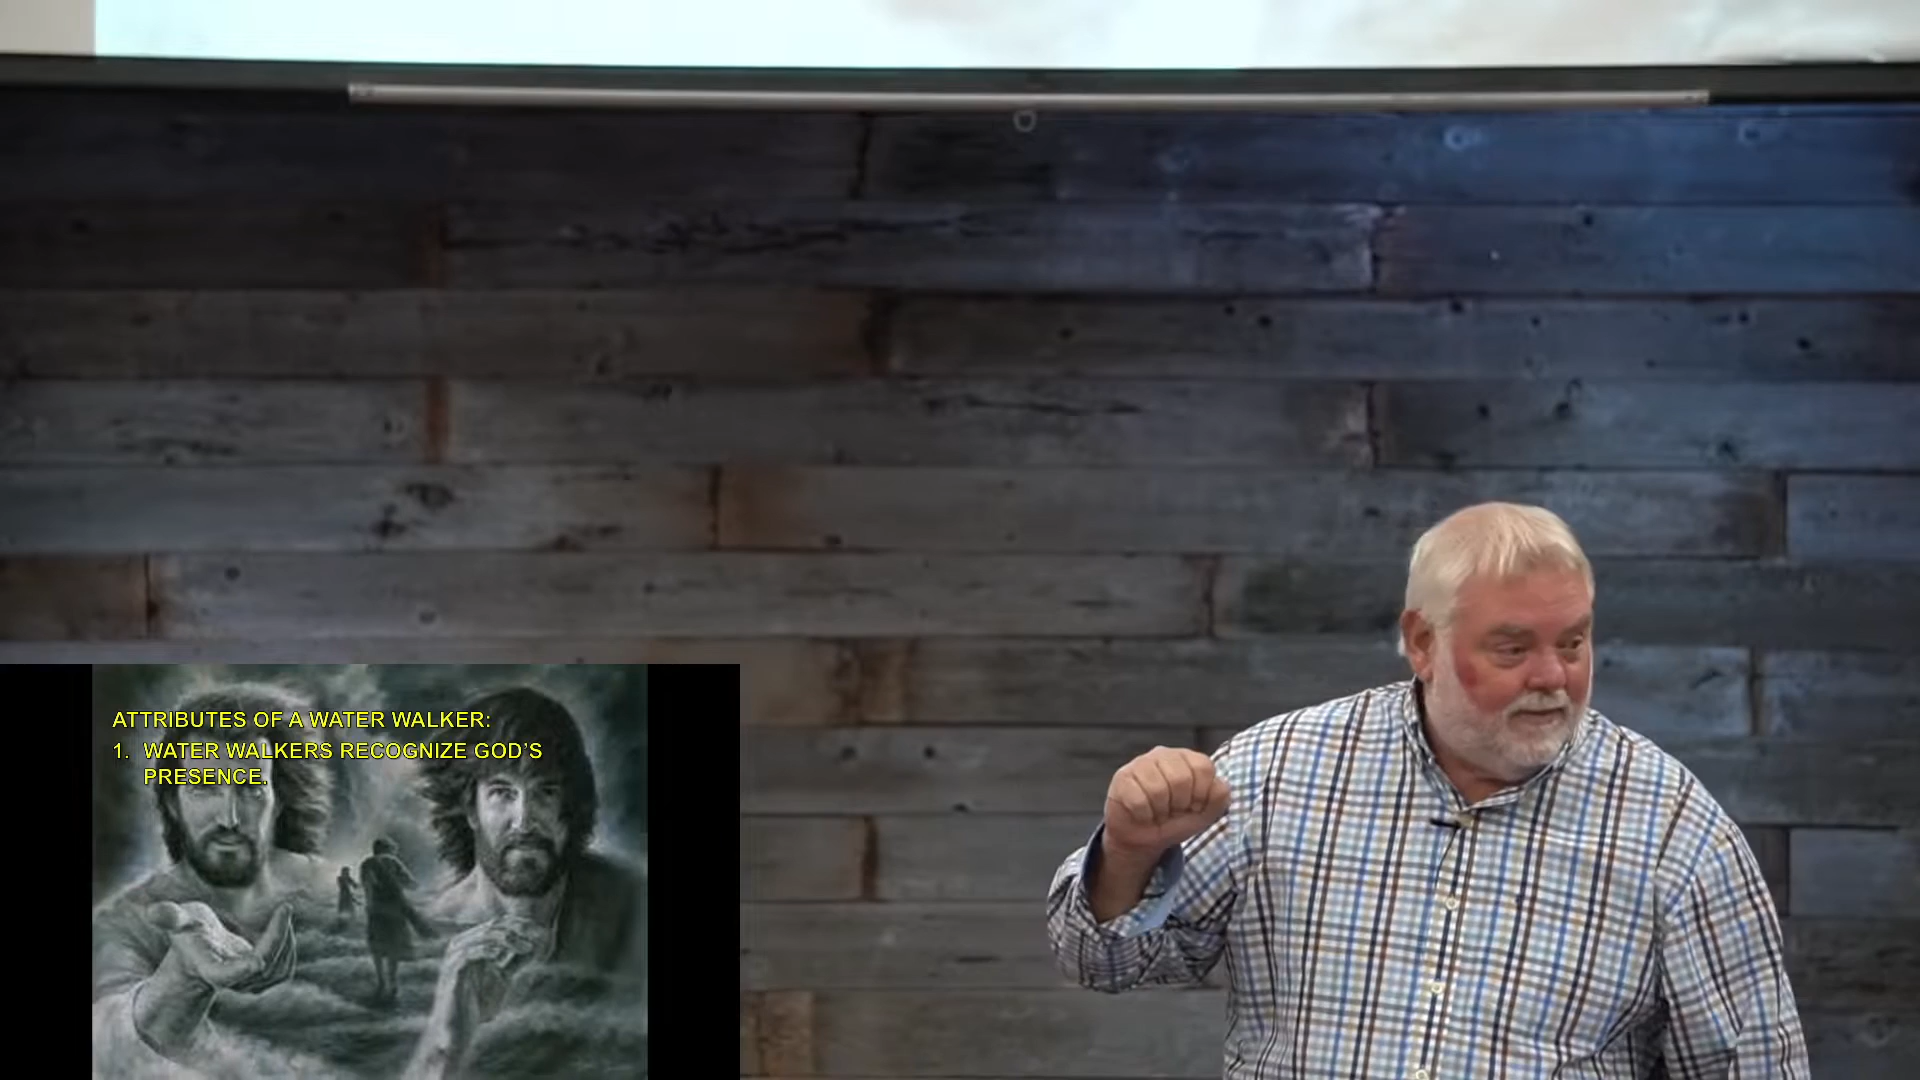 ATTRIBUTES OF A WATER WALKER:
1. WATER WALKERS RECOGNIZE GOD'S
PRESENCE.